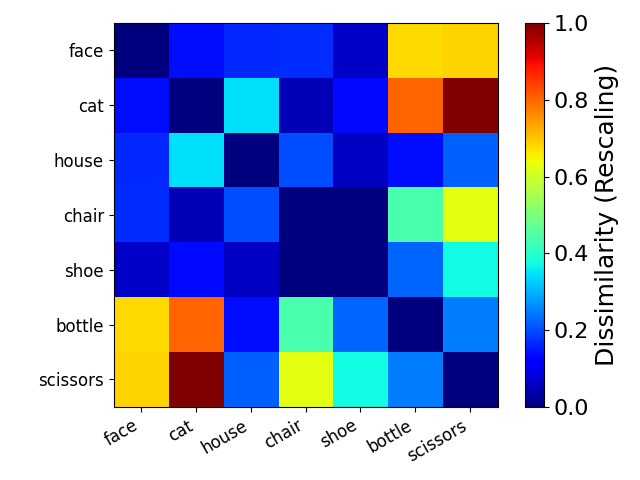 face
cat
house
chair
shoe
bottle
scissors
face
cat
house
chair
shoe
bottle
scissors
1.0
0.8
0.6
0.4
0.2
0.0
Dissimilarity (Rescaling)